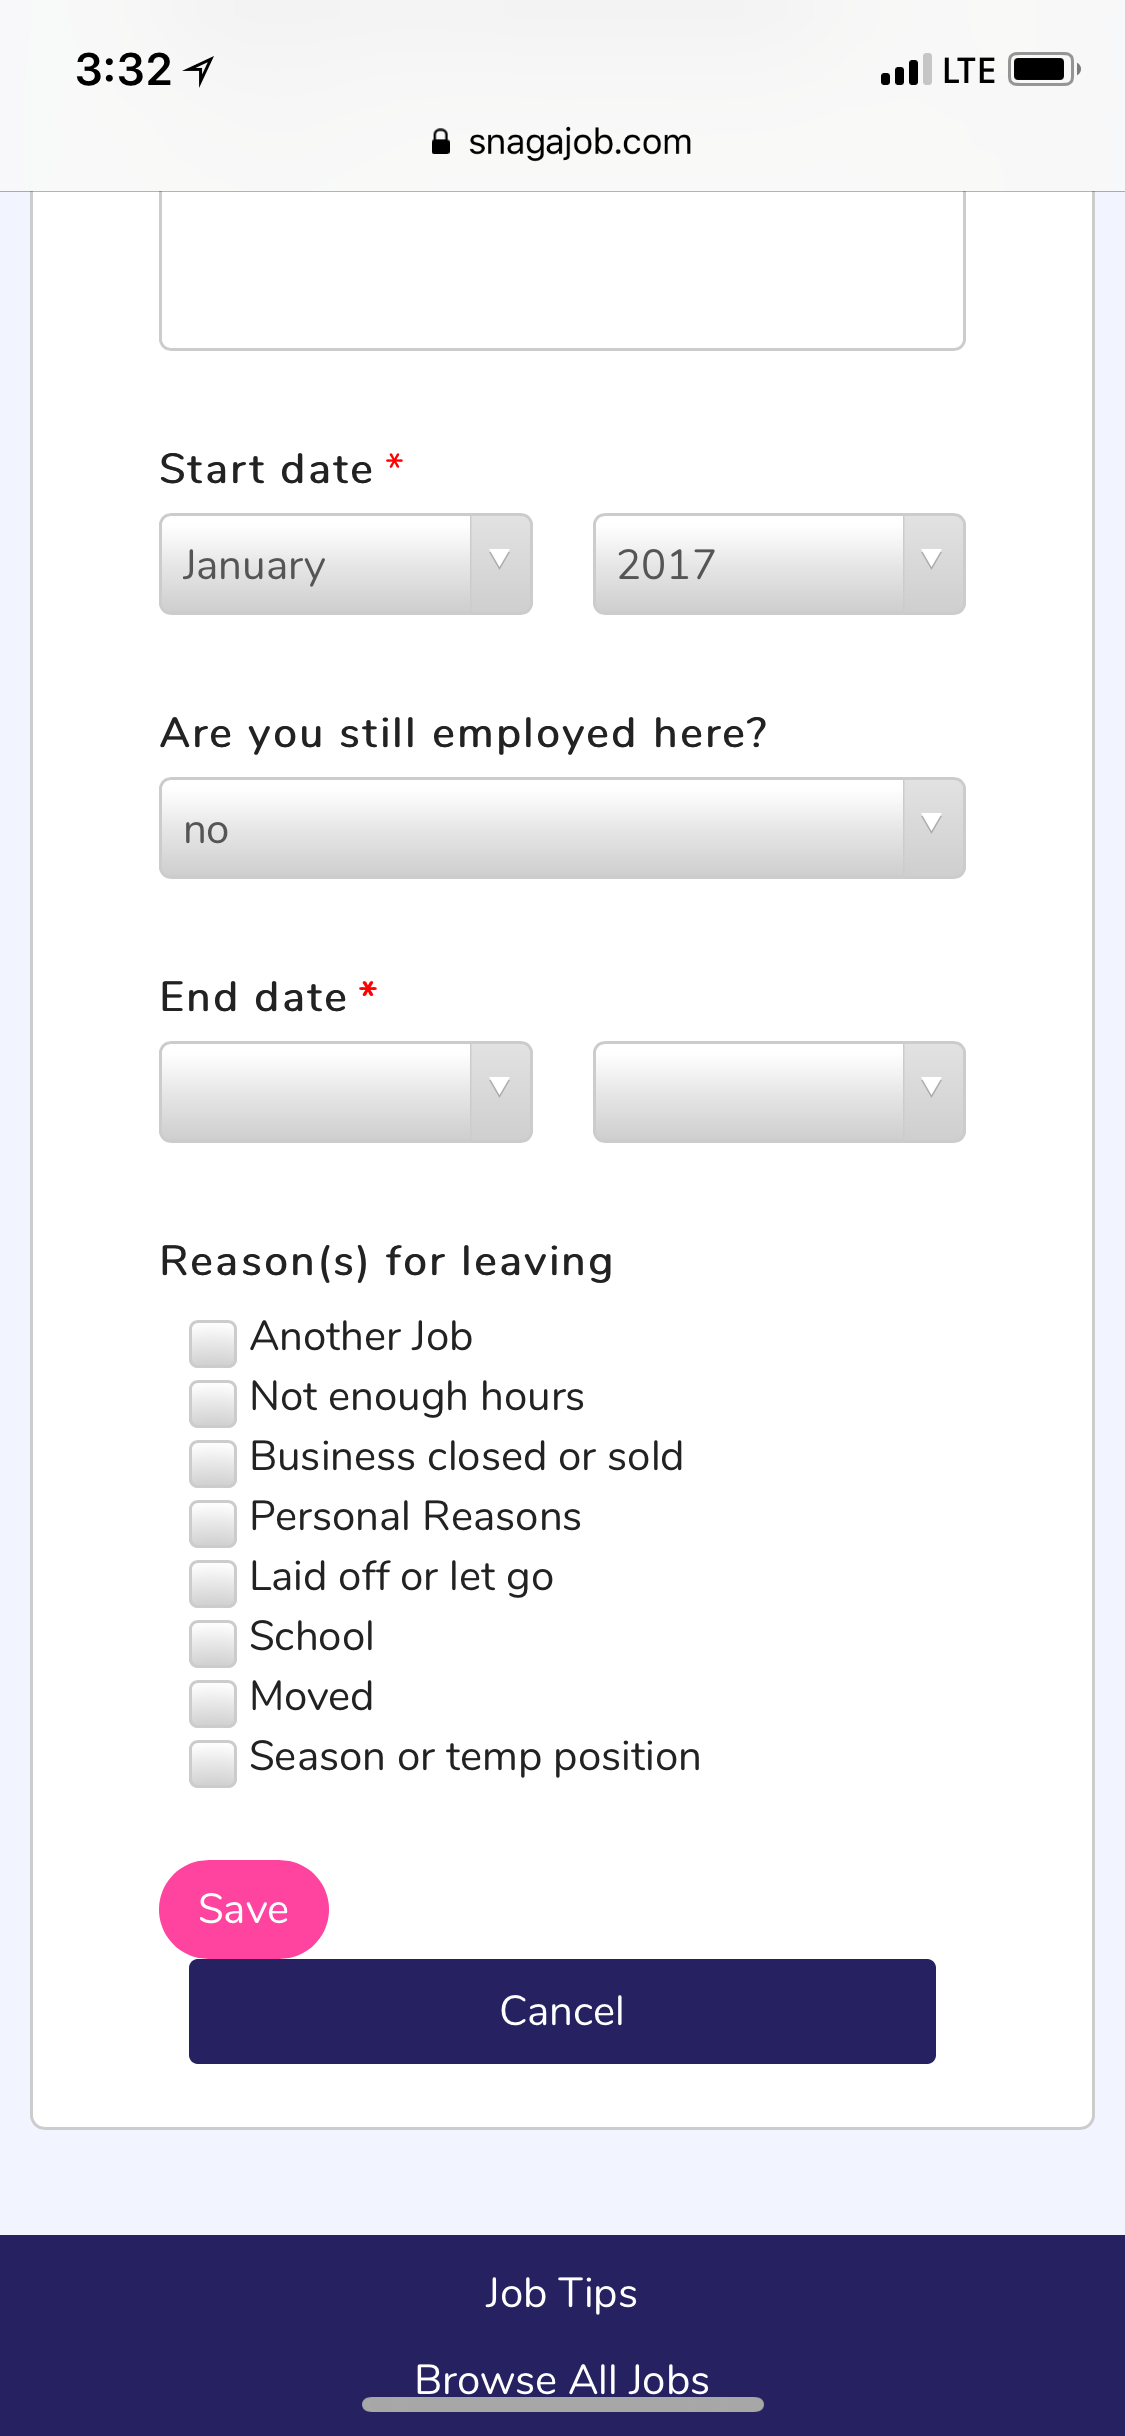 3:32 LTE
snagajob.com
Start date *
January 2017
Are you still employed here?
no
End date *
Reason(s) for leaving
Another Job
Not enough hours
Business closed or sold
Personal Reasons
Laid off or let go
School
Moved
Season or temp position
Save
Cancel
Job Tips
Browse All Jobs